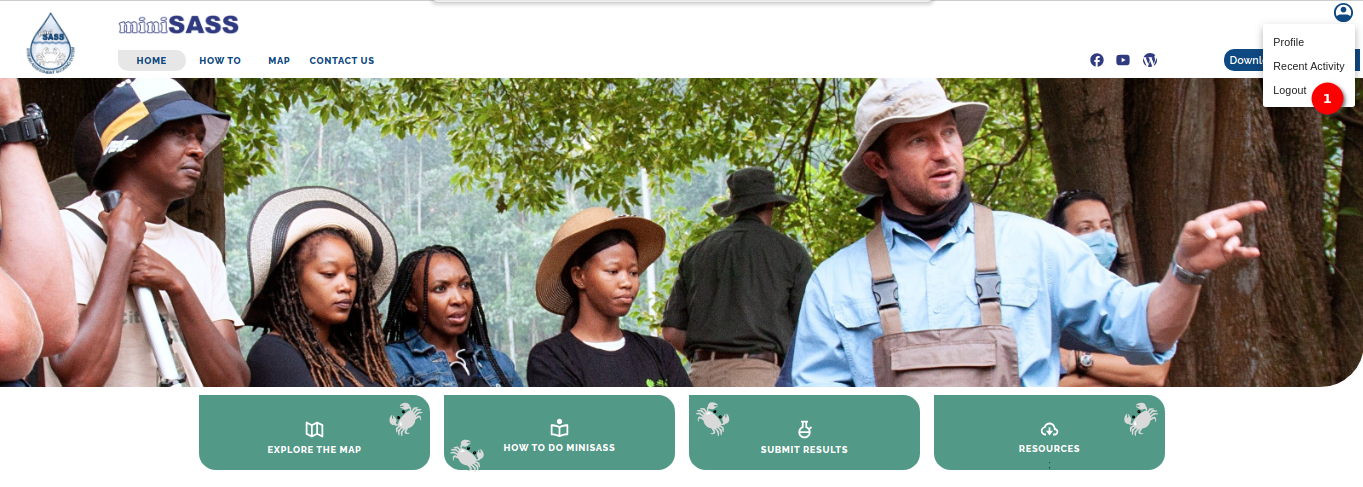 miniSASS
SASS
HOME
HOW TO
MAP
CONTACT US
Downl
Profile
Recent Activity
Logout
1
EXPLORE THE MAP
HOW TO DO MINISASS
SUBMIT RESULTS
RESOURCES